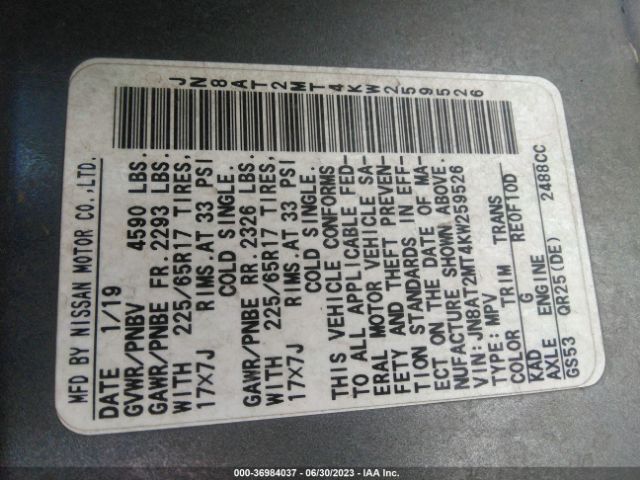 MFD BY NISSAN MOTOR CO.,LTD.
DATE 1/19
GVWR/PNBV 4590 LBS.
GAWR/PNBE FR.2293 LBS.
WITH 225/65R17 TIRES,
17X7J RIMS.AT 33 PSI
COLD SINGLE.
GAWR/PNBE RR.2326 LBS.
WITH 225/65R17 TIRES,
17X7J RIMS.AT 33 PSI
COLD SINGLE.
THIS VEHICLE CONFORMS
TO ALL APPLICABLE FED-
ERAL MOTOR VEHICLE SA-
FETY AND THEFT PREVEN-
TION STANDARDS IN EFF-
ECT ON THE DATE OF MA-
NUFACTURE SHOWN ABOVE.
VIN:JN8AT2MT4KW259526
TYPE: MPV
COLOR TRIM TRANS
KAD G RE0F10D
AXLE ENGINE
GS53 QR25(DE) 2488CC
JN8AT2MT4KW259526
000-36984037 - 06/30/2023 - IAA Inc.